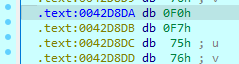 .text:0042D8DA db 0F0h
.text:0042D8DB db 0F7h
.text:0042D8DC db 75h ; u
.text:0042D8DD db 76h ; v